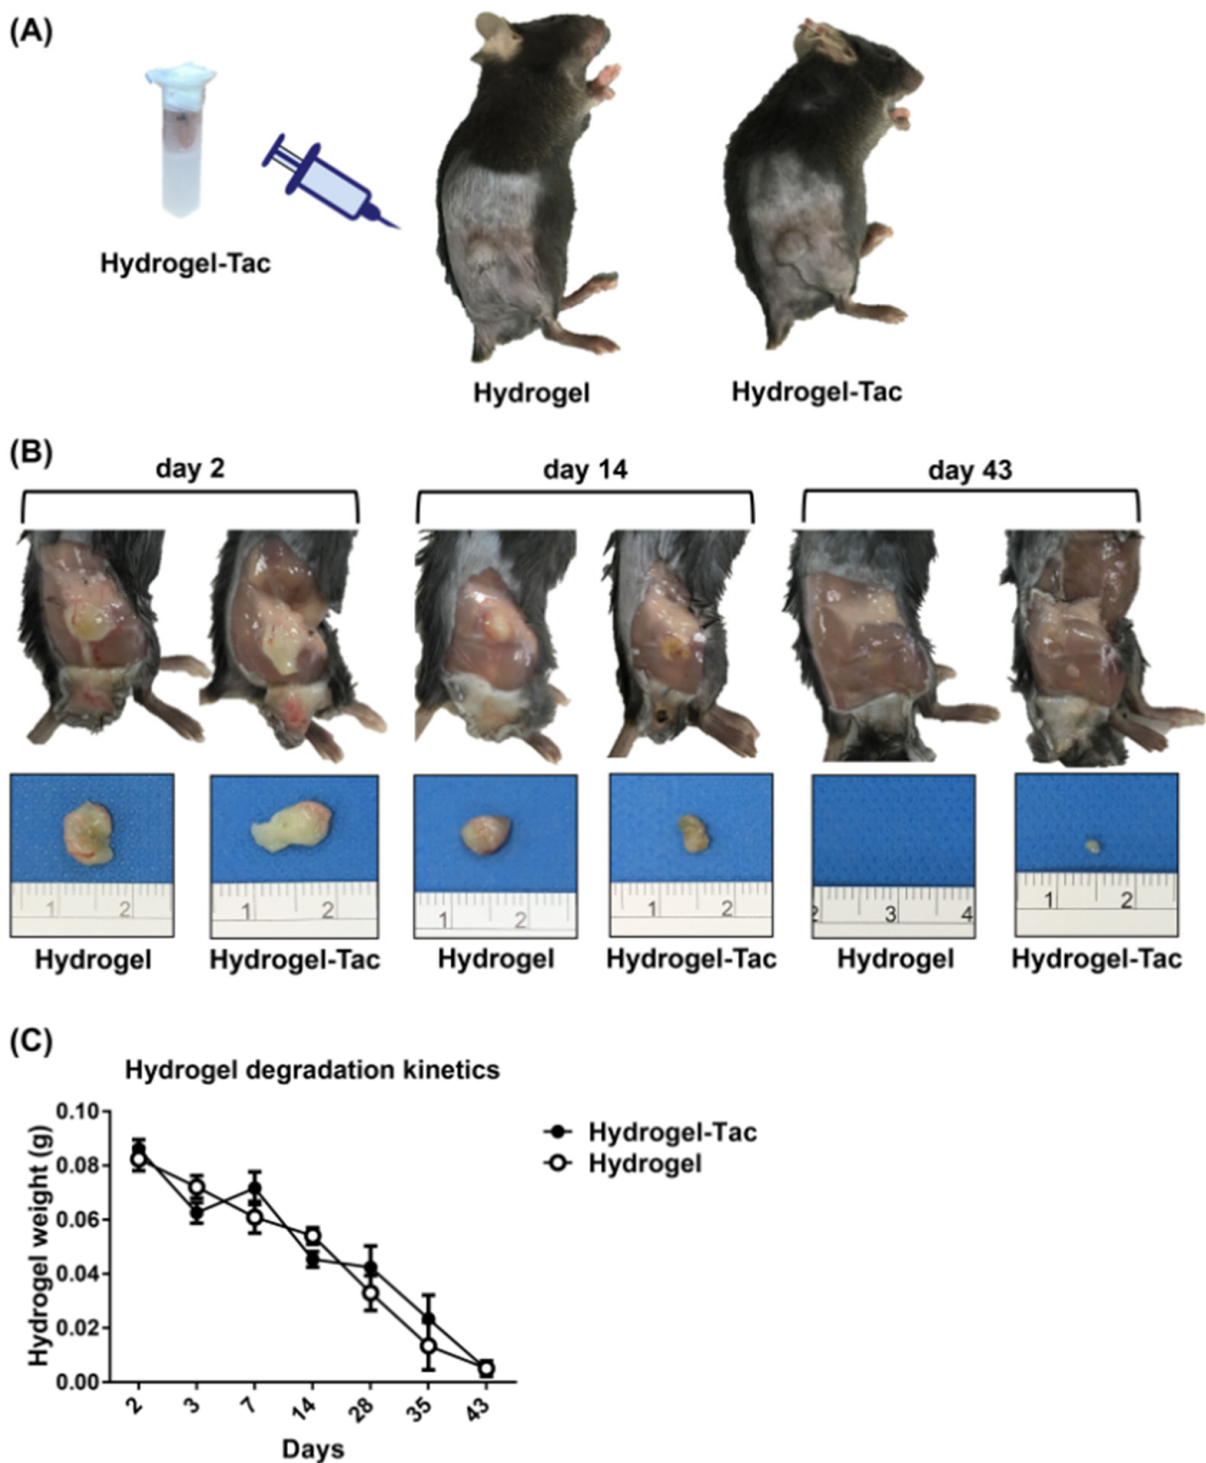 (A)
Hydrogel-Tac
Hydrogel
Hydrogel-Tac
(B)
day 2
day 14
day 43
1 2
1 2
1 2
1 2
2 3 4
1 2
Hydrogel
Hydrogel-Tac
Hydrogel
Hydrogel-Tac
Hydrogel
Hydrogel-Tac
(C)
Hydrogel degradation kinetics
Hydrogel weight (g)
0.10
0.08
0.06
0.04
0.02
0.00
2 3 7 14 28 35 43
Days
Hydrogel-Tac
Hydrogel